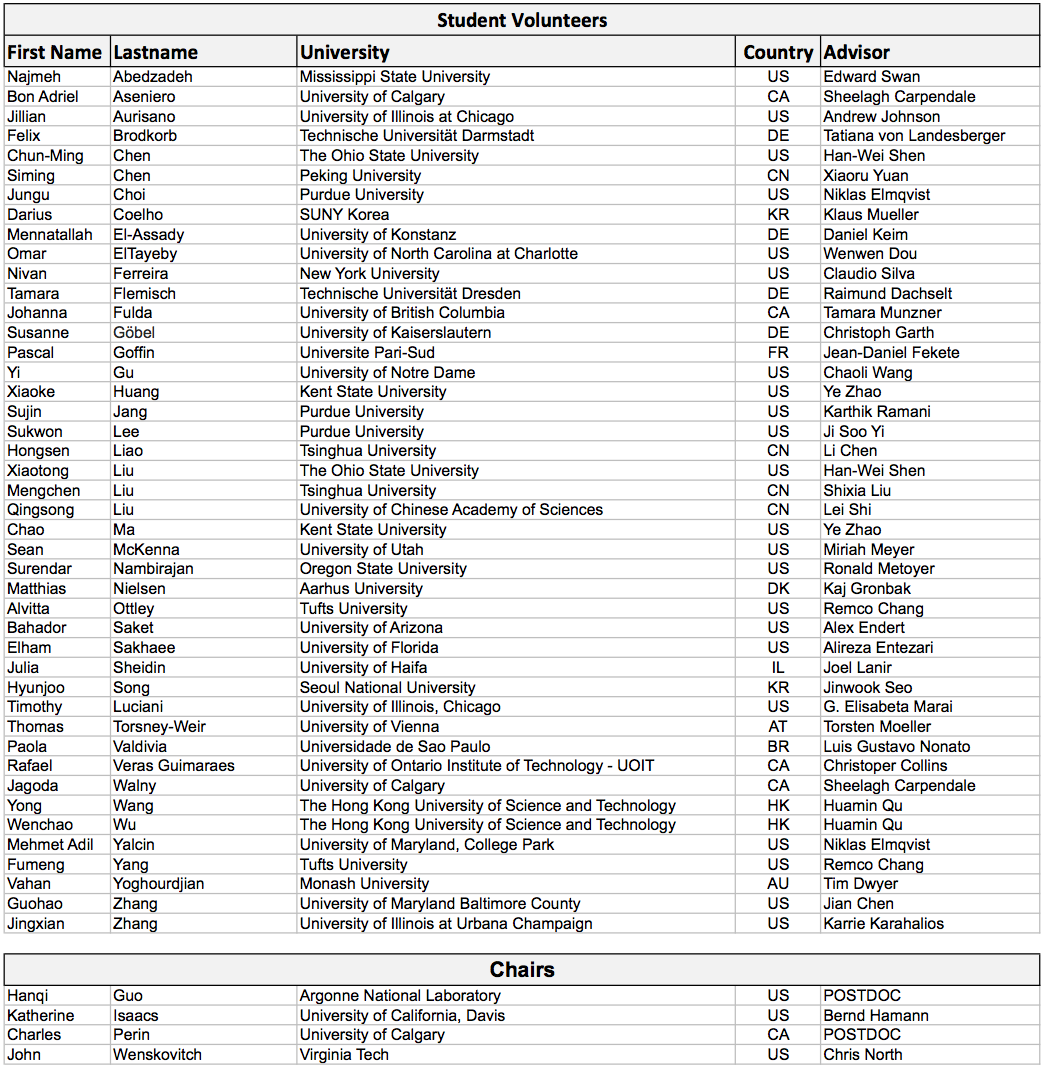 Student Volunteers
First Name Lastname University Country Advisor
Najmeh Abedzadeh Mississippi State University US Edward Swan
Bon Adriel Aseniero University of Calgary CA Sheelagh Carpendale
Jillian Aurisano University of Illinois at Chicago US Andrew Johnson
Felix Brodkorb Technische Universität Darmstadt DE Tatiana von Landesberger
Chun-Ming Chen The Ohio State University US Han-Wei Shen
Siming Chen Peking University CN Xiaoru Yuan
Jungu Choi Purdue University US Niklas Elmqvist
Darius Coelho SUNY Korea KR Klaus Mueller
Mennatallah El-Assady University of Konstanz DE Daniel Keim
Omar ElTayeby University of North Carolina at Charlotte US Wenwen Dou
Nivan Ferreira New York University US Claudio Silva
Tamara Flemisch Technische Universität Dresden DE Raimund Dachselt
Johanna Fulda University of British Columbia CA Tamara Munzner
Susanne Göbel University of Kaiserslautern DE Christoph Garth
Pascal Goffin Universite Pari-Sud FR Jean-Daniel Fekete
Yi Gu University of Notre Dame US Chaoli Wang
Xiaoke Huang Kent State University US Ye Zhao
Sujin Jang Purdue University US Karthik Ramani
Sukwon Lee Purdue University US Ji Soo Yi
Hongsen Liao Tsinghua University CN Li Chen
Xiaotong Liu The Ohio State University US Han-Wei Shen
Mengchen Liu Tsinghua University CN Shixia Liu
Qingsong Liu University of Chinese Academy of Sciences CN Lei Shi
Chao Ma Kent State University US Ye Zhao
Sean McKenna University of Utah US Miriah Meyer
Surendar Nambirajan Oregon State University US Ronald Metoyer
Matthias Nielsen Aarhus University DK Kaj Gronbak
Alvitta Ottley Tufts University US Remco Chang
Bahador Saket University of Arizona US Alex Endert
Elham Sakhaee University of Florida US Alireza Entezari
Julia Sheidin University of Haifa IL Joel Lanir
Hyunjoo Song Seoul National University KR Jinwook Seo
Timothy Luciani University of Illinois, Chicago US G. Elisabeta Marai
Thomas Torsney-Weir University of Vienna AT Torsten Moeller
Paola Valdivia Universidade de Sao Paulo BR Luis Gustavo Nonato
Rafael Veras Guimaraes University of Ontario Institute of Technology - UOIT CA Christoper Collins
Jagoda Walny University of Calgary CA Sheelagh Carpendale
Yong Wang The Hong Kong University of Science and Technology HK Huamin Qu
Wenchao Wu The Hong Kong University of Science and Technology HK Huamin Qu
Mehmet Adil Yalcin University of Maryland, College Park US Niklas Elmqvist
Fumeng Yang Tufts University US Remco Chang
Vahan Yoghourdjian Monash University AU Tim Dwyer
Guohao Zhang University of Maryland Baltimore County US Jian Chen
Jingxian Zhang University of Illinois at Urbana Champaign US Karrie Karahalios
Chairs
Hanqi Guo Argonne National Laboratory US POSTDOC
Katherine Isaacs University of California, Davis US Bernd Hamann
Charles Perin University of Calgary CA POSTDOC
John Wenskovitch Virginia Tech US Chris North